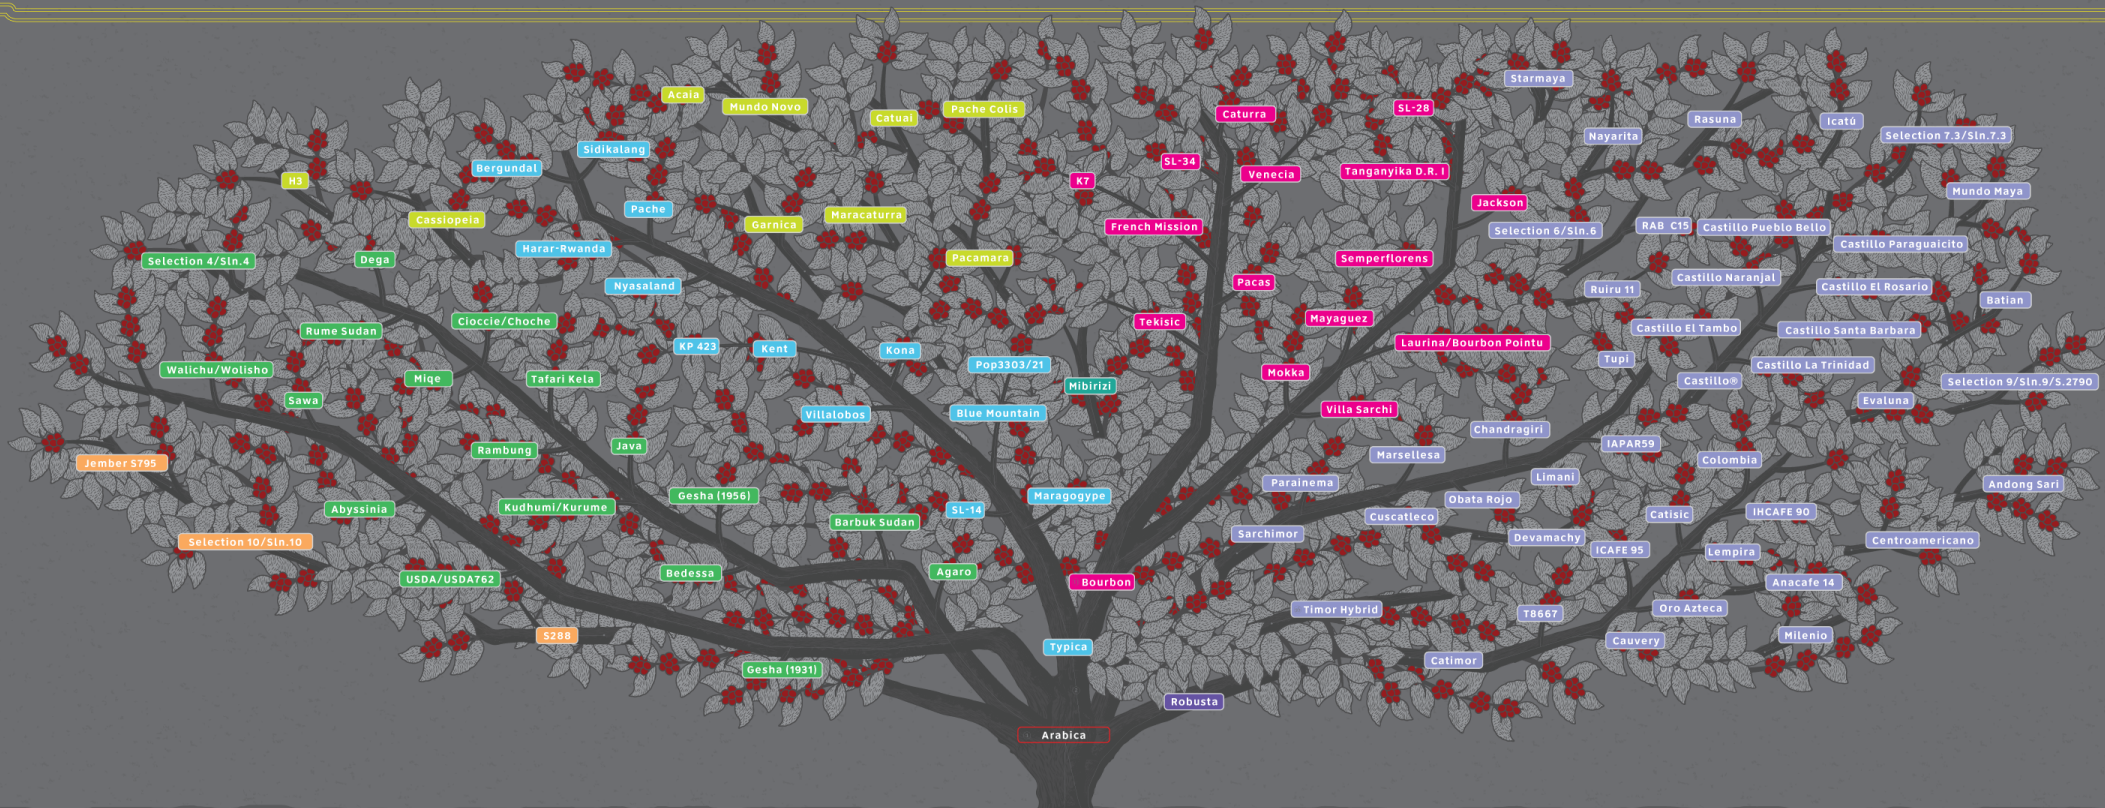 Starmaya
Acaia
Mundo Novo
Catuai
Pache Colis
Caturra
SL-28
Nayarita
Rasuna
Icatú
Selection 7.3/Sln.7.3
Sidikalang
Bergundal
SL-34
Venecia
Tanganyika D.R. I
H3
K7
Mundo Maya
Jackson
Pache
Cassiopeia
Garnica
Maracaturra
French Mission
Selection 6/Sln.6
RAB C15
Castillo Pueblo Bello
Castillo Paraguaicito
Harar-Rwanda
Selection 4/Sln.4
Dega
Pacamara
Semperflorens
Castillo Naranjal
Nyasaland
Pacas
Ruiru 11
Castillo El Rosario
Batian
Rume Sudan
Cioccie/Choche
Tekisic
Mayaguez
Castillo El Tambo
Castillo Santa Barbara
KP 423
Kent
Kona
Laurina/Bourbon Pointu
Pop3303/21
Tupi
Castillo La Trinidad
Walichu/Wolisho
Miqe
Tafari Kela
Mibirizi
Mokka
Castillo®
Selection 9/Sln.9/S.2790
Sawa
Villalobos
Blue Mountain
Villa Sarchi
Evaluna
Chandragiri
Rambung
Java
IAPAR59
Jember S795
Marsellesa
Colombia
Parainema
Limani
Andong Sari
Gesha (1956)
Maragogype
Obata Rojo
Abyssinia
Kudhumi/Kurume
SL-14
Barbuk Sudan
Cuscatleco
Catisic
IHCAFE 90
Selection 10/Sln.10
Sarchimor
Devamachy
ICAFE 95
Lempira
Centroamericano
USDA/USDA762
Bedessa
Agaro
Bourbon
Anacafe 14
Timor Hybrid
T8667
Oro Azteca
S288
Typica
Cauvery
Milenio
Gesha (1931)
Catimor
Robusta
Arabica